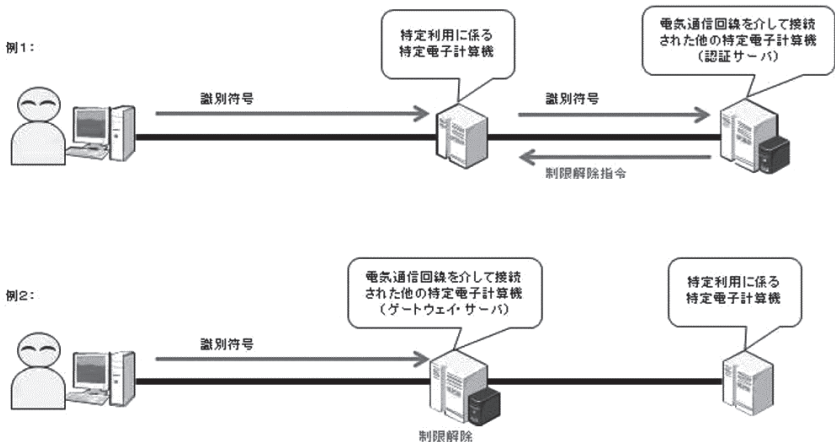 例1：
特定利用に係る
特定電子計算機
電気通信回線を介して接続
された他の特定電子計算機
（認証サーバ）
識別符号
識別符号
制限解除指令
例2：
電気通信回線を介して接続
された他の特定電子計算機
（ゲートウェイ・サーバ）
特定利用に係る
特定電子計算機
識別符号
制限解除